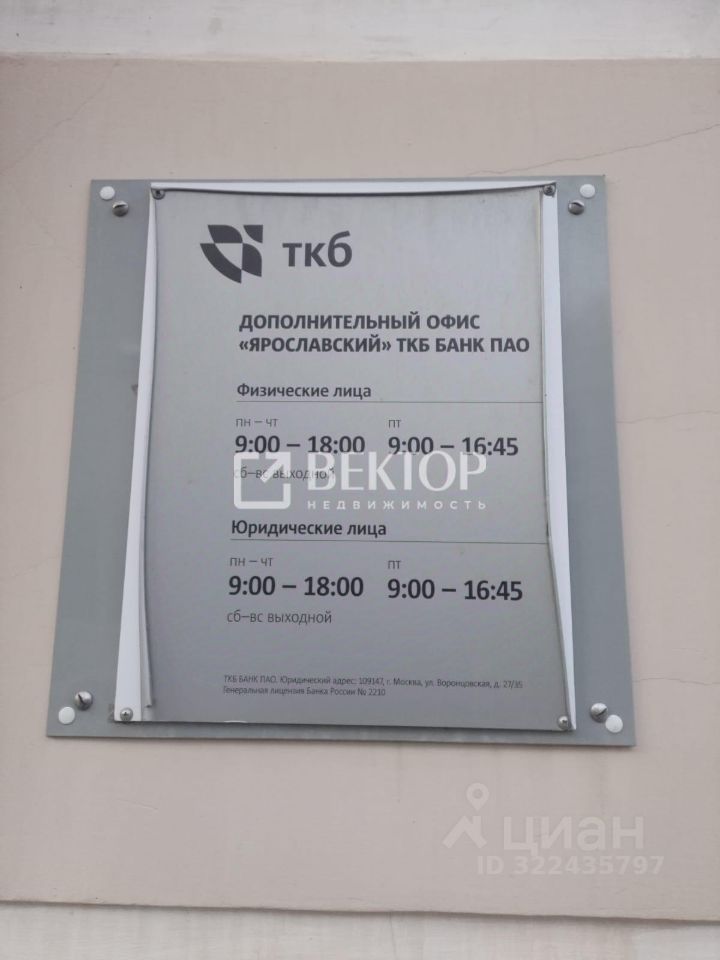 ткб
ДОПОЛНИТЕЛЬНЫЙ ОФИС
«ЯРОСЛАВСКИЙ» ТКБ БАНК ПАО
Физические лица
пн – чт пт
9:00 – 18:00 9:00 – 16:45
сб–вс выходной
ВЕКТОР
НЕДВИЖИМОСТЬ
Юридические лица
пн – чт пт
9:00 – 18:00 9:00 – 16:45
сб–вс выходной
ТКБ БАНК ПАО. Юридический адрес: 109147, г. Москва, ул. Воронцовская, д. 27/35
Генеральная лицензия Банка России № 2210
циан
ID 322435797